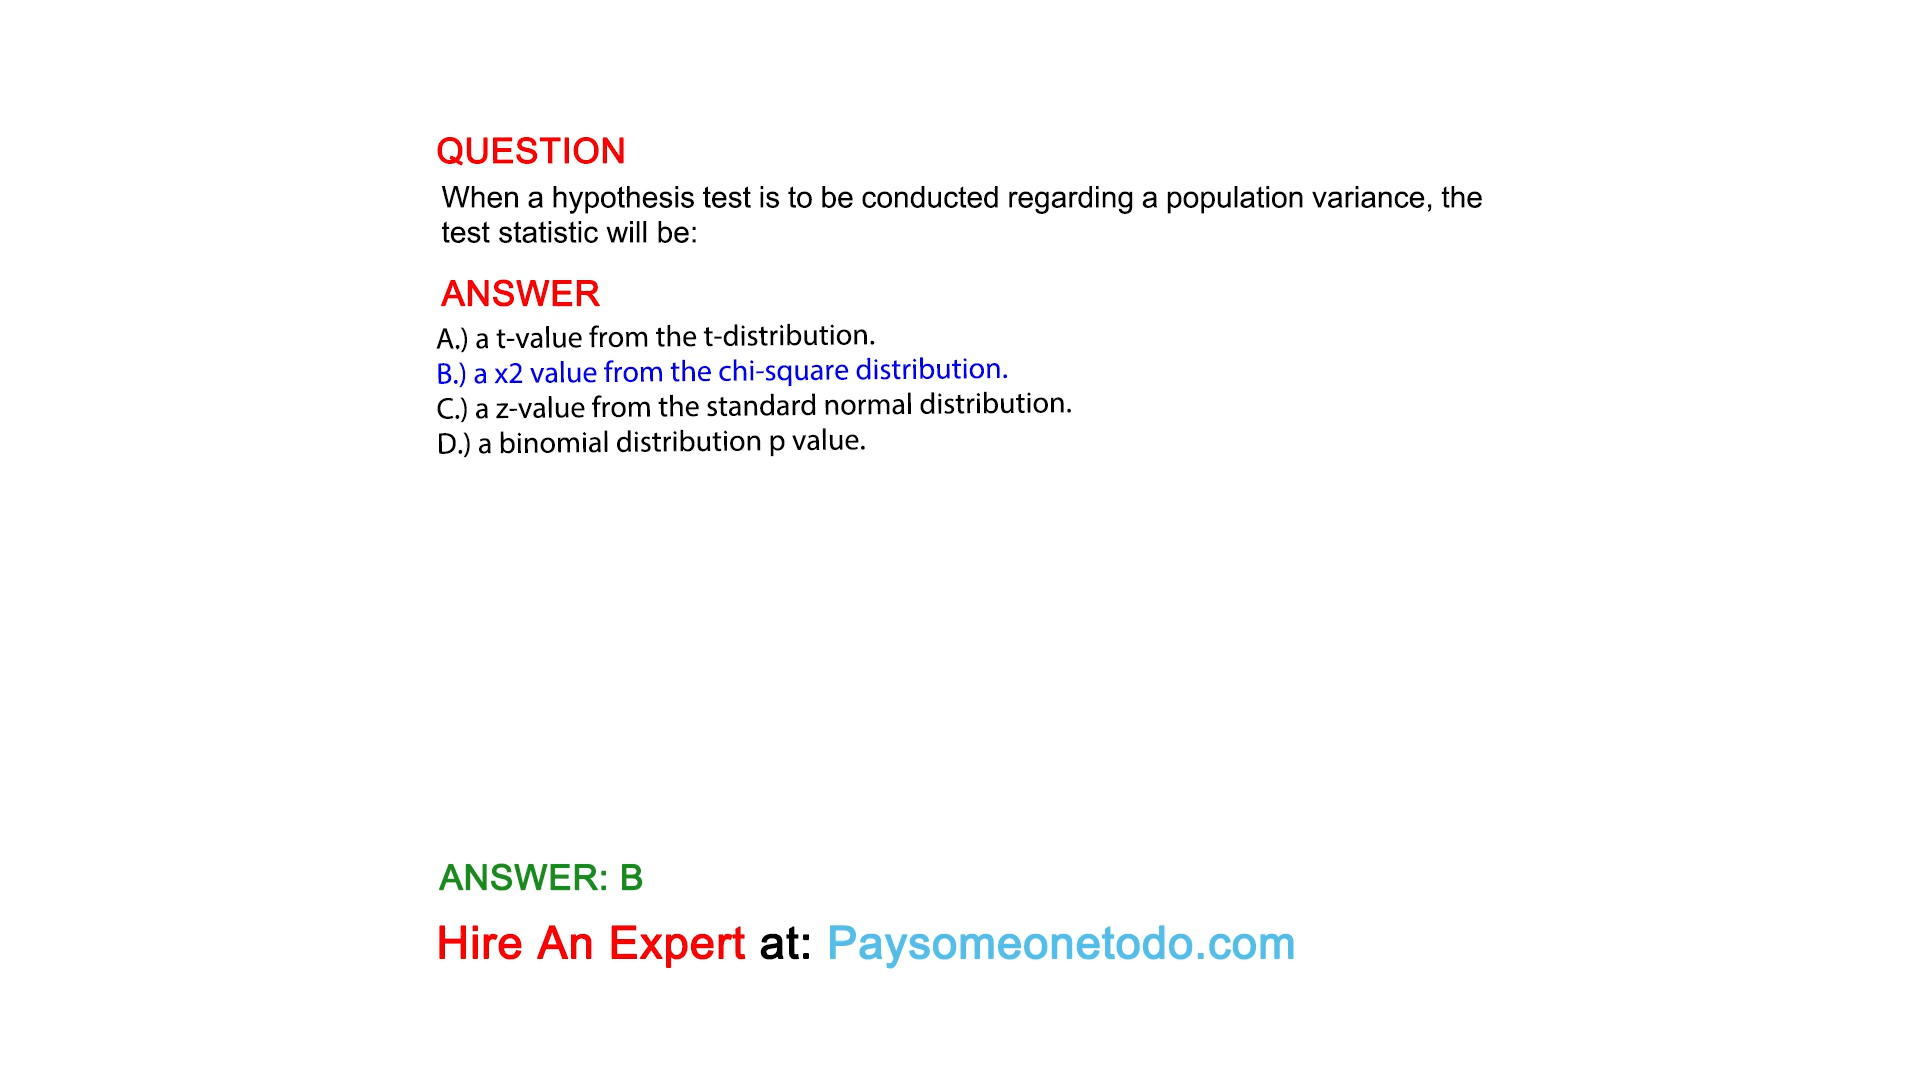 QUESTION
When a hypothesis test is to be conducted regarding a population variance, the
test statistic will be:
ANSWER
A.) a t-value from the t-distribution.
B.) a x2 value from the chi-square distribution.
C.) a z-value from the standard normal distribution.
D.) a binomial distribution p value.
ANSWER: B
Hire An Expert at: Paysomeonetodo.com